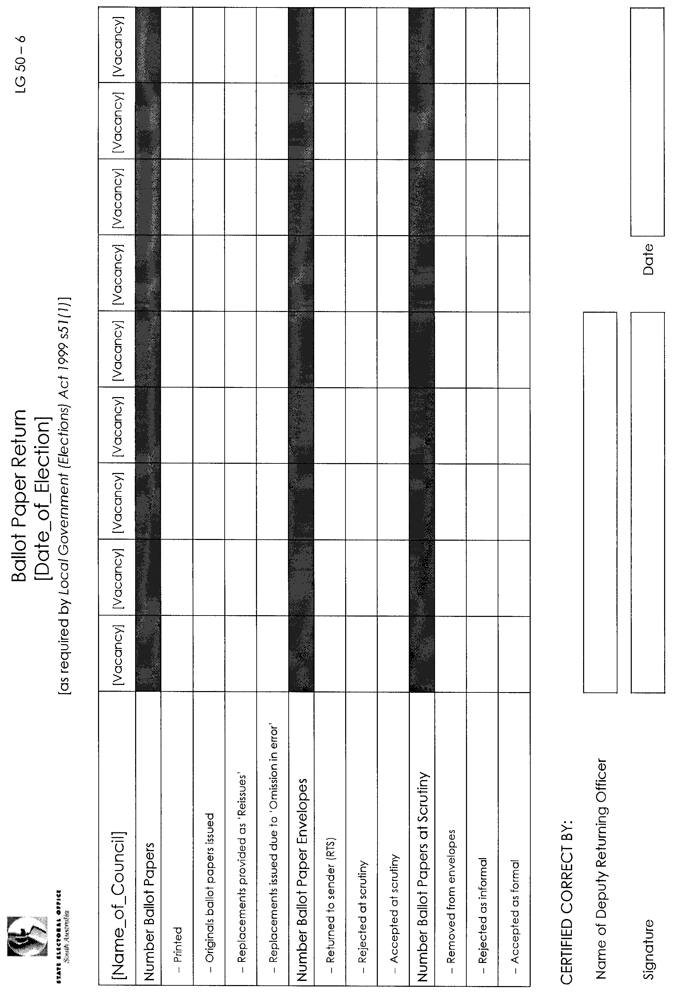 STATE ELECTORAL OFFICE
South Australia
LG 50 – 6
Ballot Paper Return
[Date_of_Election]
[as required by Local Government (Elections) Act 1999 s51(1)]
[Name_of_Council] [Vacancy] [Vacancy] [Vacancy] [Vacancy] [Vacancy] [Vacancy] [Vacancy] [Vacancy] [Vacancy]
Number Ballot Papers
– Printed
– Originals ballot papers issued
– Replacements provided as 'Reissues'
– Replacements issued due to 'Omission in error'
Number Ballot Paper Envelopes
– Returned to sender (RTS)
– Rejected at scrutiny
– Accepted at scrutiny
Number Ballot Papers at Scrutiny
– Removed from envelopes
– Rejected as informal
– Accepted as formal
CERTIFIED CORRECT BY:
Name of Deputy Returning Officer
Signature Date